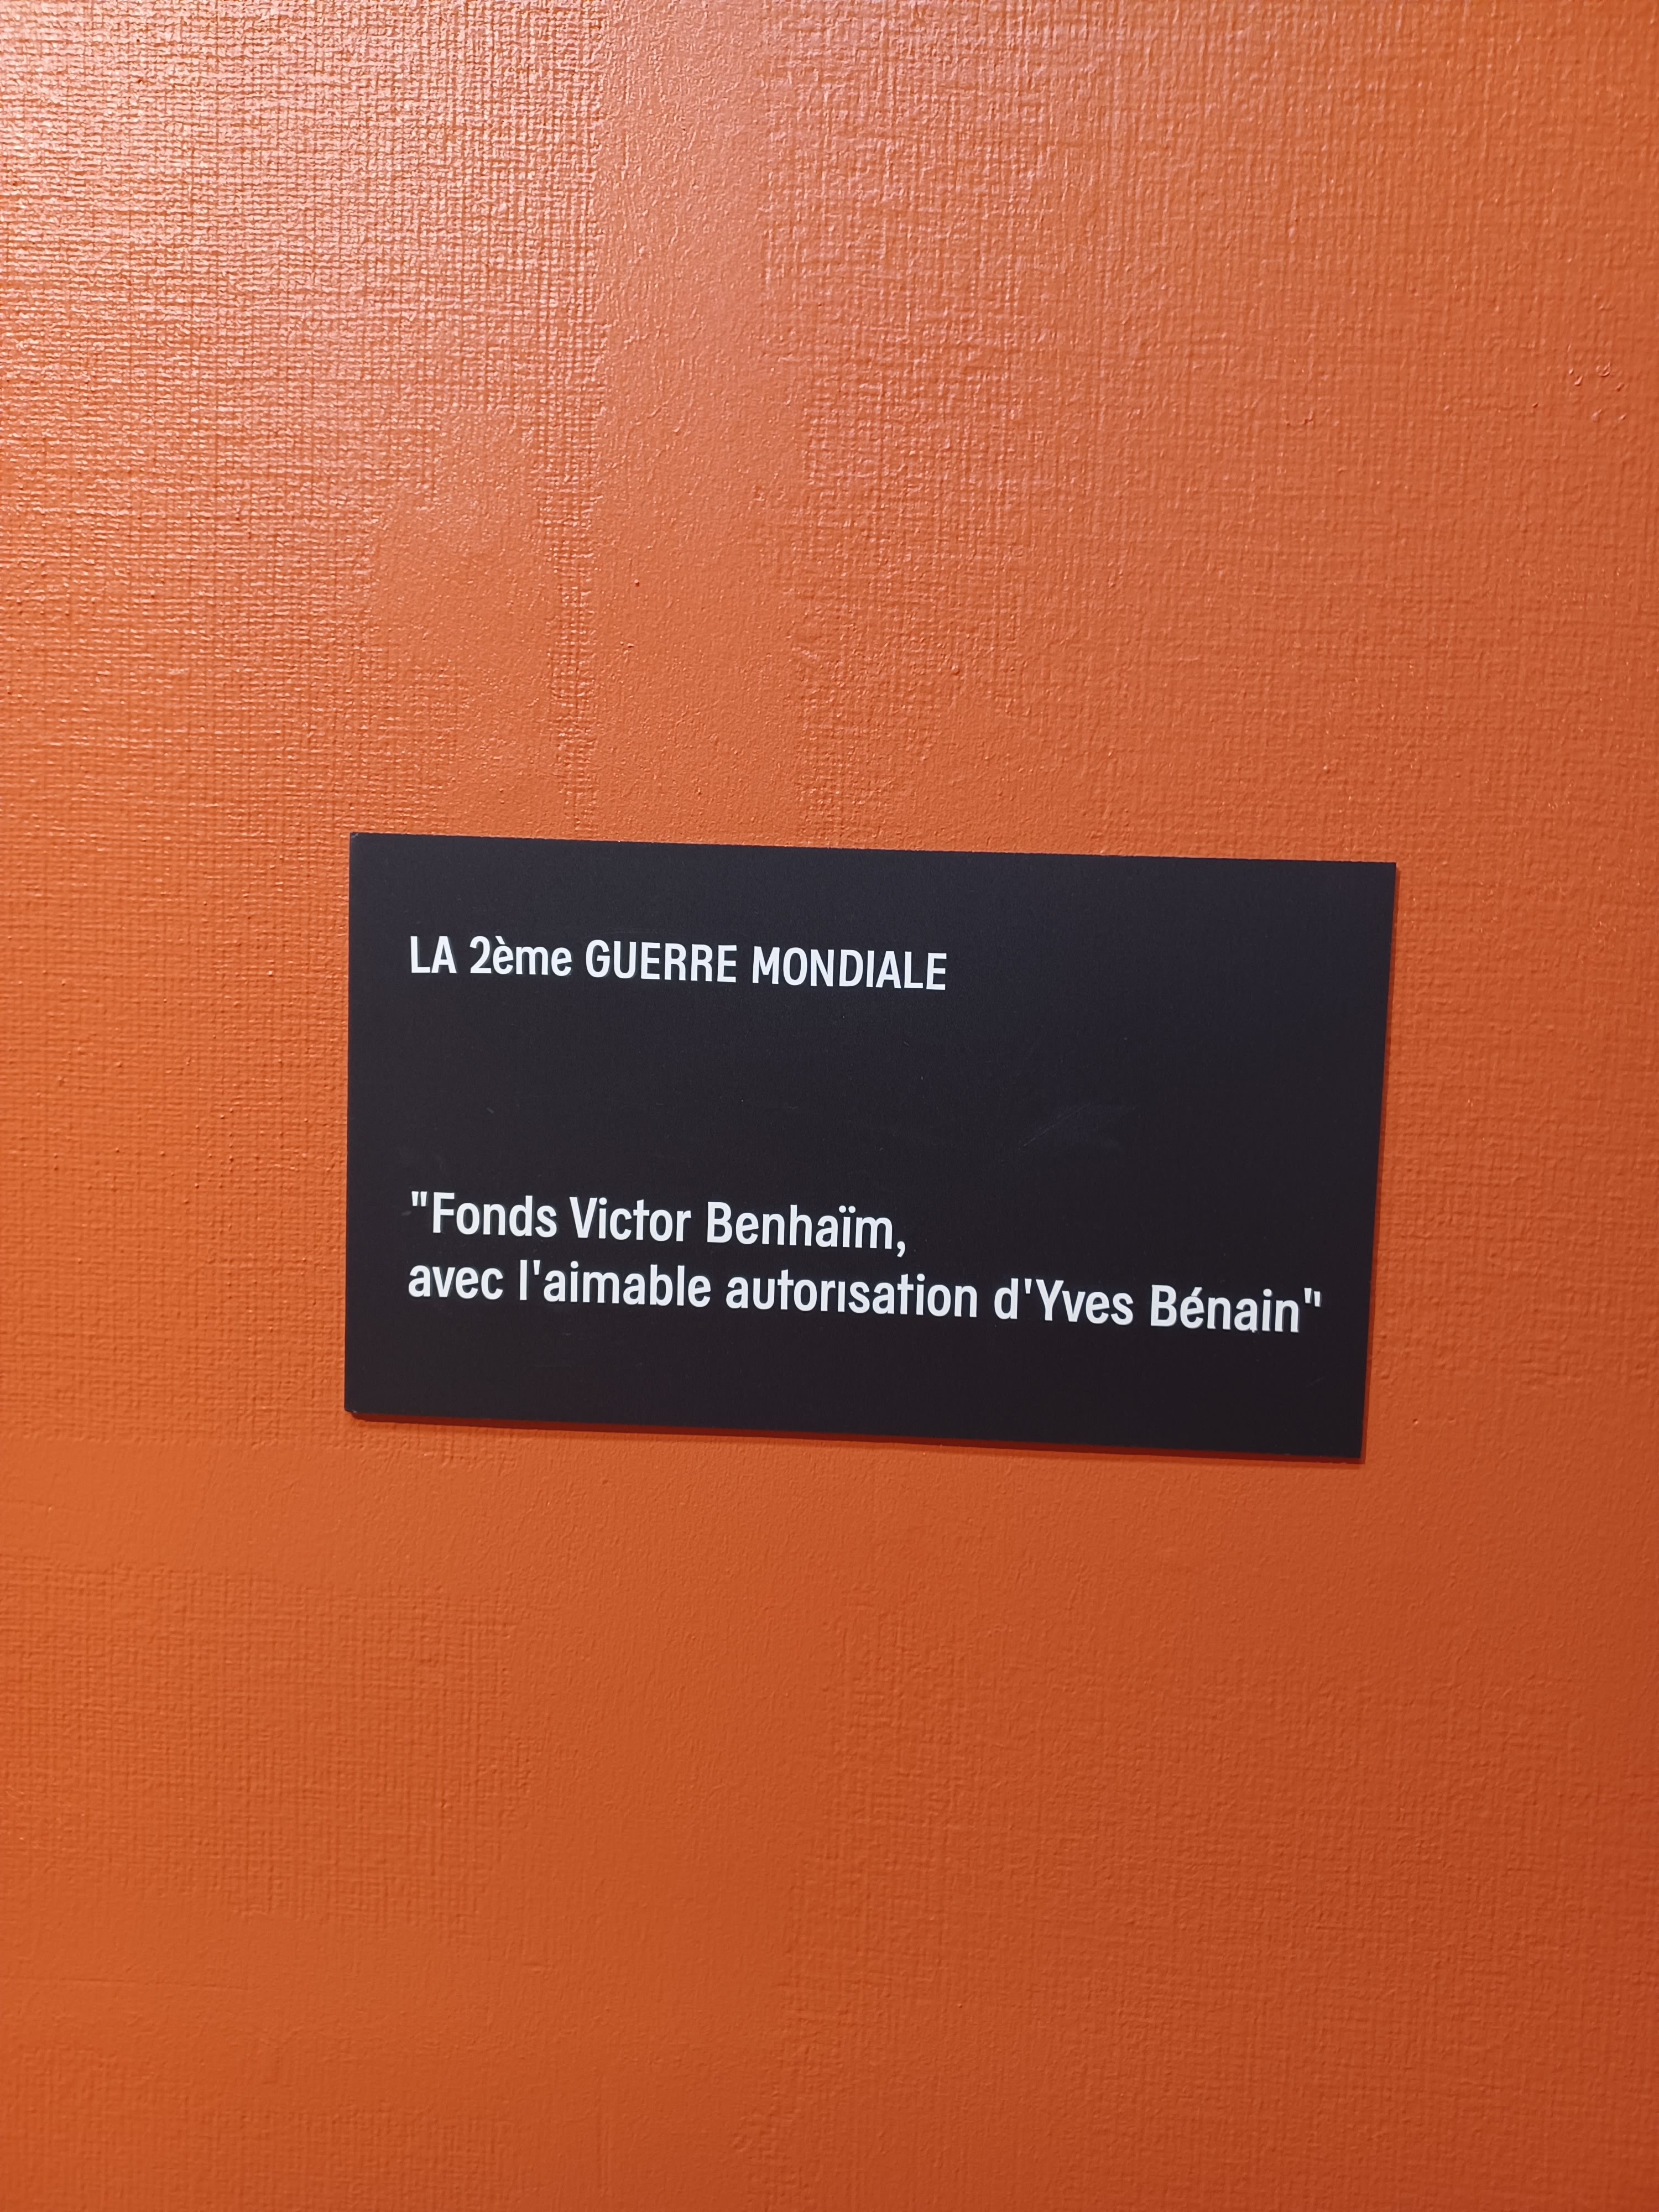 LA 2ème GUERRE MONDIALE
"Fonds Victor Benhaïm,
avec l'aimable autorisation d'Yves Bénain"